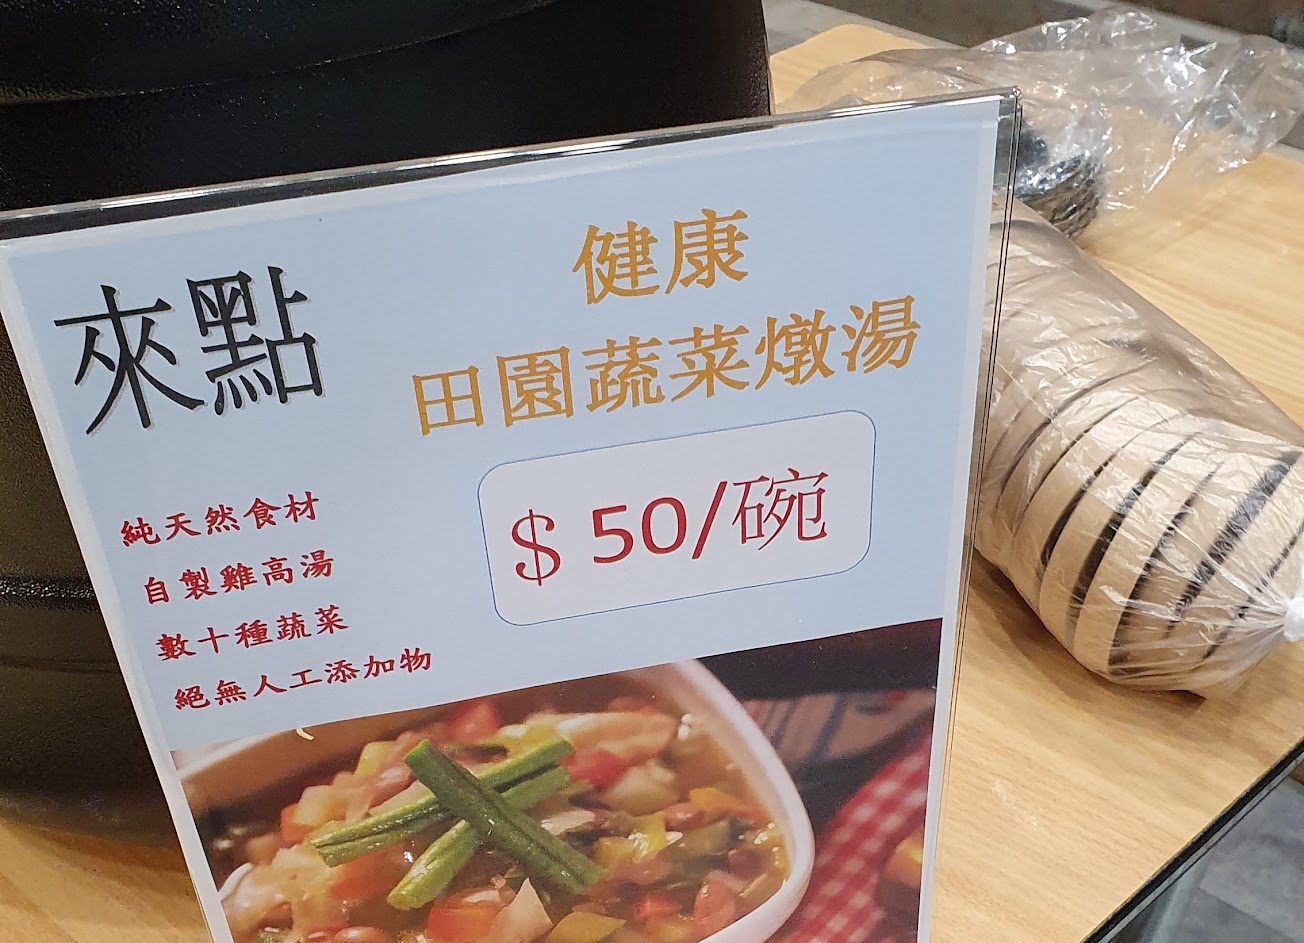 來點
健康
田園蔬菜燉湯
$ 50/碗
純天然食材
自製雞高湯
數十種蔬菜
絕無人工添加物